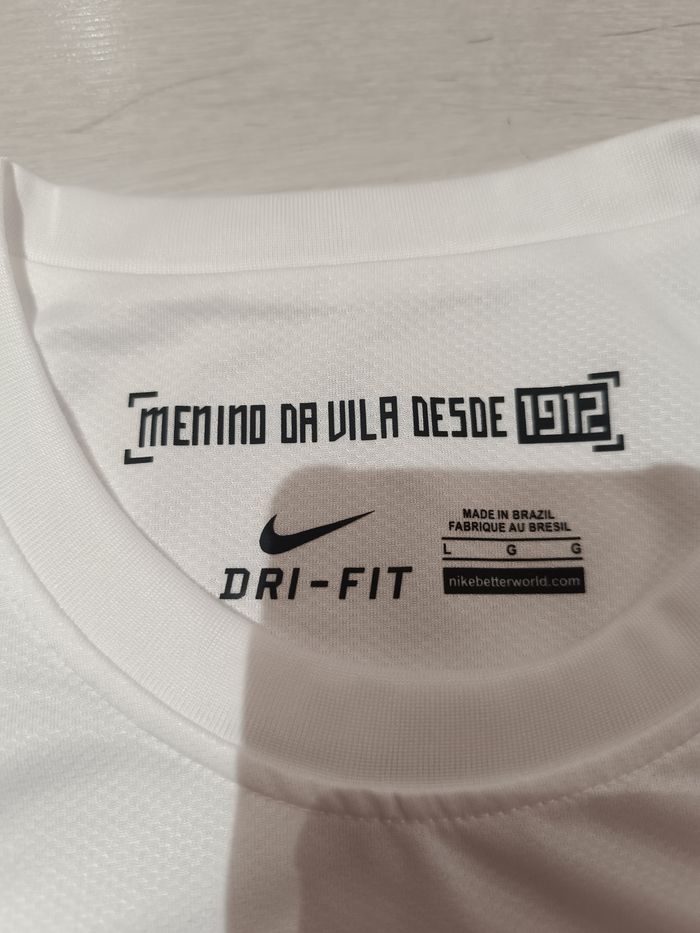 MENINO DA VILA DESDE 1912
DRI-FIT
MADE IN BRAZIL
FABRIQUE AU BRESIL
L G G
nikebetterworld.com